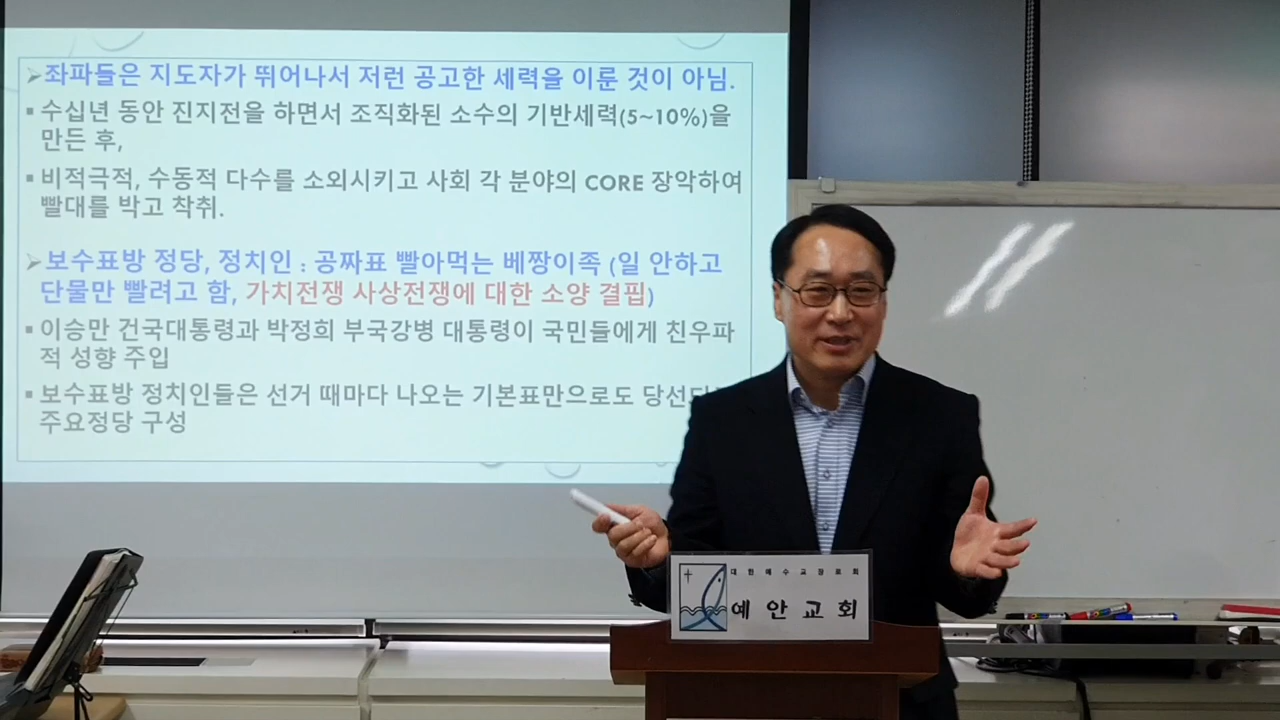 ➢좌파들은 지도자가 뛰어나서 저런 공고한 세력을 이룬 것이 아님.
▪ 수십년 동안 진지전을 하면서 조직화된 소수의 기반세력(5~10%)을
만든 후,
▪ 비적극적, 수동적 다수를 소외시키고 사회 각 분야의 CORE 장악하여
빨대를 박고 착취.
➢보수표방 정당, 정치인 : 공짜표 빨아먹는 베짱이족 (일 안하고
단물만 빨려고 함, 가치전쟁 사상전쟁에 대한 소양 결핍)
▪ 이승만 건국대통령과 박정희 부국강병 대통령이 국민들에게 친우파
적 성향 주입
▪ 보수표방 정치인들은 선거 때마다 나오는 기본표만으로도
주요정당 구성
대한예수교장로회
예안교회